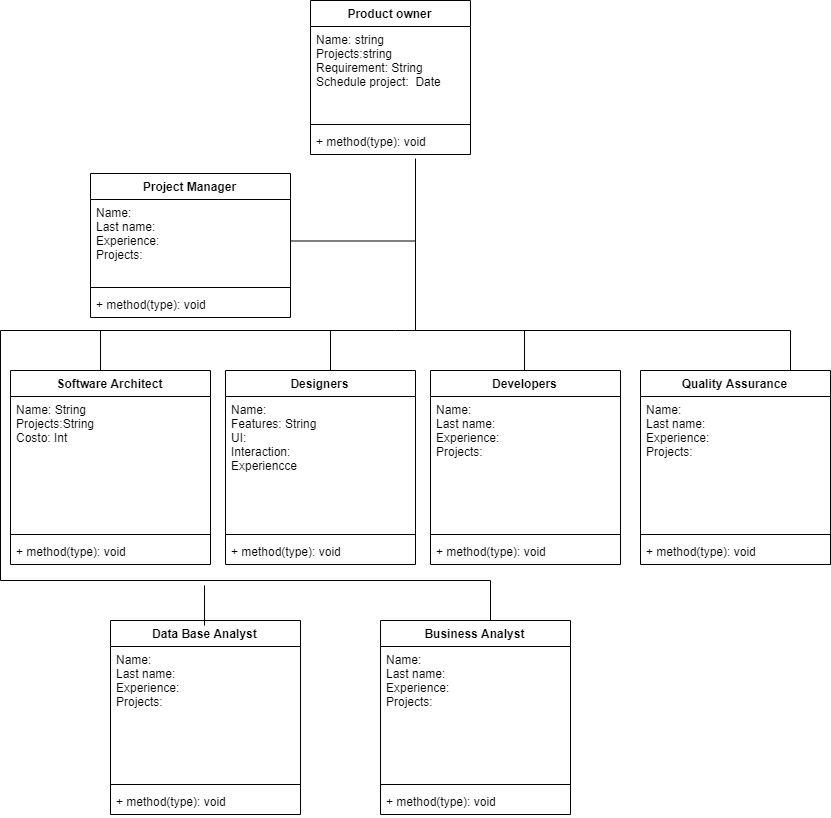 Product owner
Name: string
Projects:string
Requirement: String
Schedule project:  Date
+ method(type): void
Project Manager
Name:
Last name:
Experience:
Projects:
+ method(type): void
Software Architect
Name: String
Projects:String
Costo: Int
+ method(type): void
Designers
Name:
Features: String
UI:
Interaction:
Experiencce
+ method(type): void
Developers
Name:
Last name:
Experience:
Projects:
+ method(type): void
Quality Assurance
Name:
Last name:
Experience:
Projects:
+ method(type): void
Data Base Analyst
Name:
Last name:
Experience:
Projects:
+ method(type): void
Business Analyst
Name:
Last name:
Experience:
Projects:
+ method(type): void